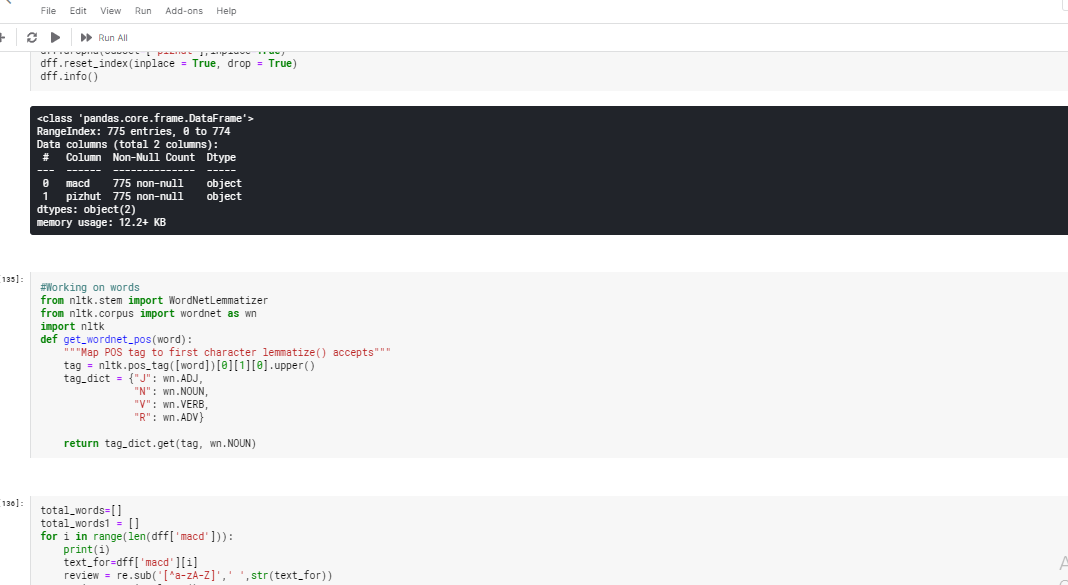 File Edit View Run Add-ons Help
Run All
dff.reset_index(inplace = True, drop = True)
dff.info()
<class 'pandas.core.frame.DataFrame'>
RangeIndex: 775 entries, 0 to 774
Data columns (total 2 columns):
 #   Column  Non-Null Count  Dtype
---  ------  --------------  -----
 0   macd    775 non-null    object
 1   pizhut  775 non-null    object
dtypes: object(2)
memory usage: 12.2+ KB
[135]:
#Working on words
from nltk.stem import WordNetLemmatizer
from nltk.corpus import wordnet as wn
import nltk
def get_wordnet_pos(word):
    """Map POS tag to first character lemmatize() accepts"""
    tag = nltk.pos_tag([word])[0][1][0].upper()
    tag_dict = {"J": wn.ADJ,
                "N": wn.NOUN,
                "V": wn.VERB,
                "R": wn.ADV}
    return tag_dict.get(tag, wn.NOUN)
[136]:
total_words=[]
total_words1 = []
for i in range(len(dff['macd'])):
    print(i)
    text_for=dff['macd'][i]
    review = re.sub('[^a-zA-Z]',' ',str(text_for))